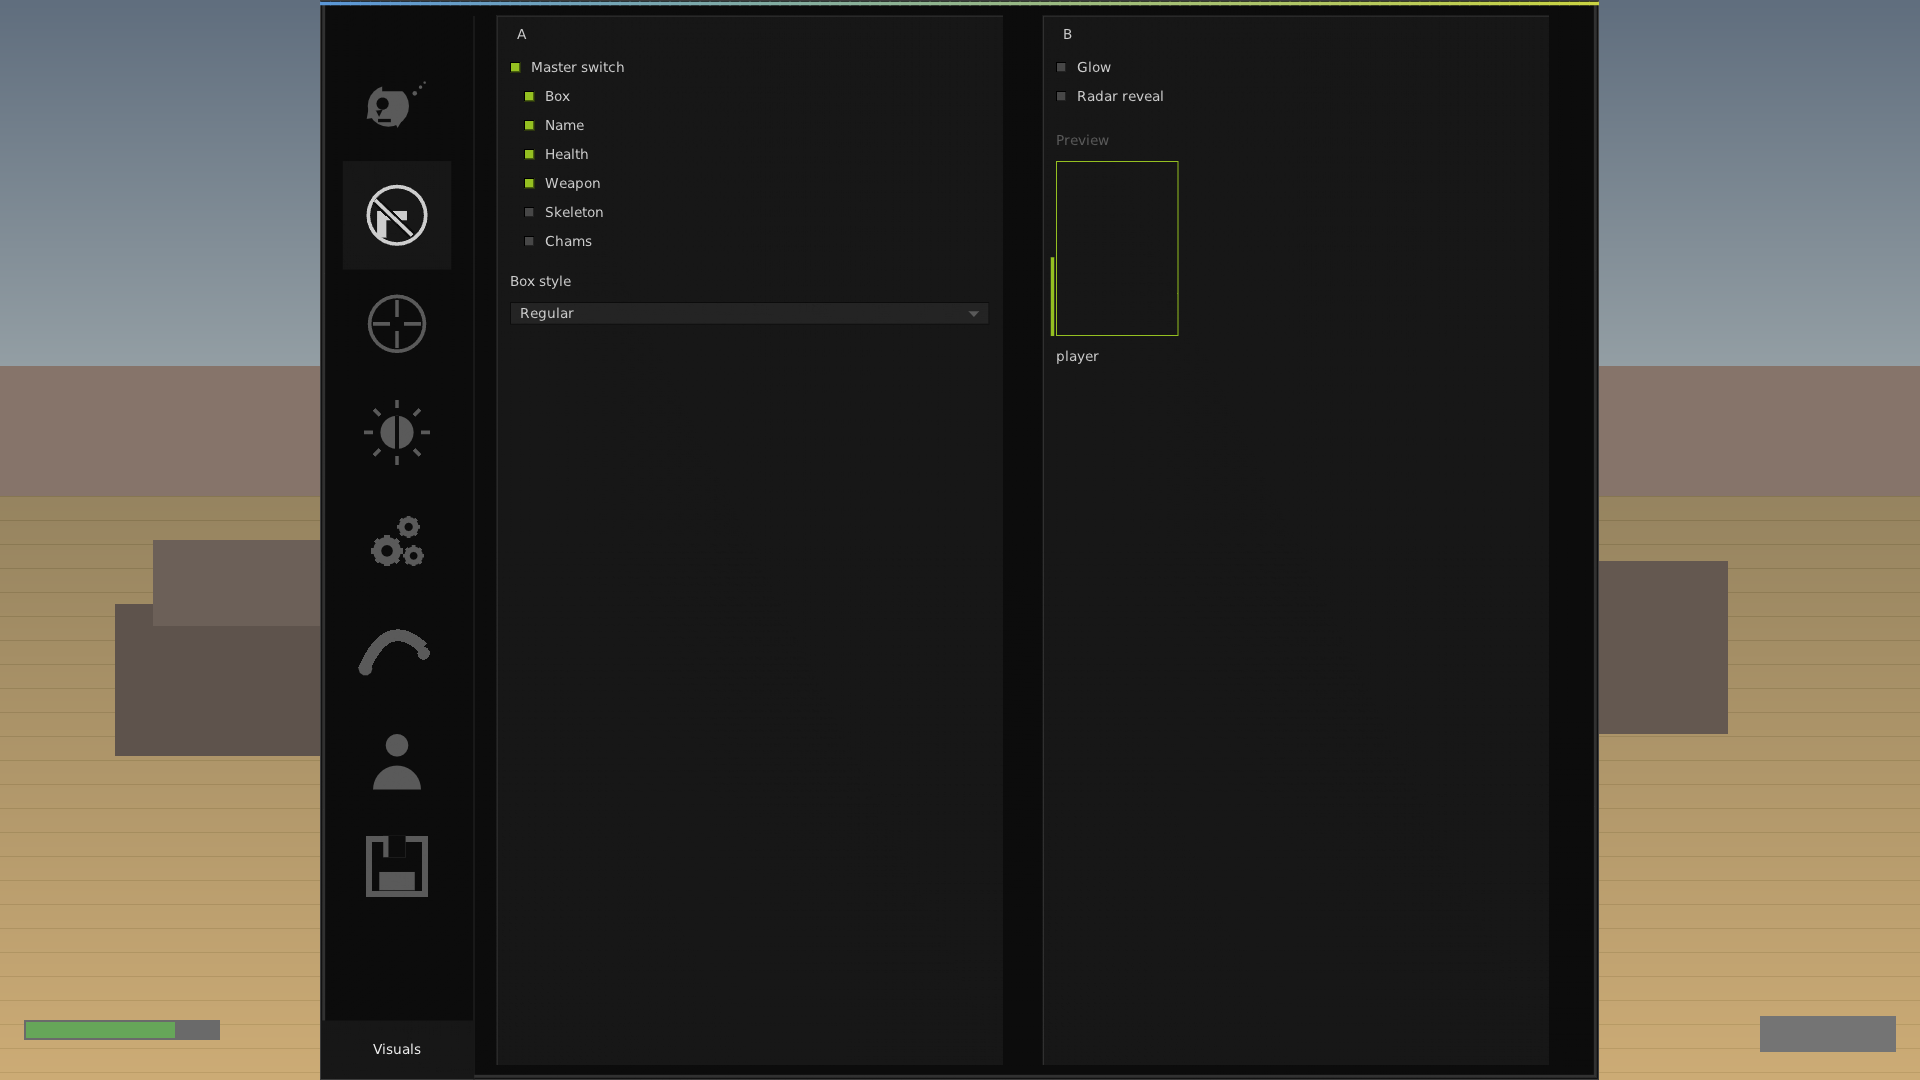 A
Master switch
Box
Name
Health
Weapon
Skeleton
Chams
Box style
Regular
B
Glow
Radar reveal
Preview
player
Visuals